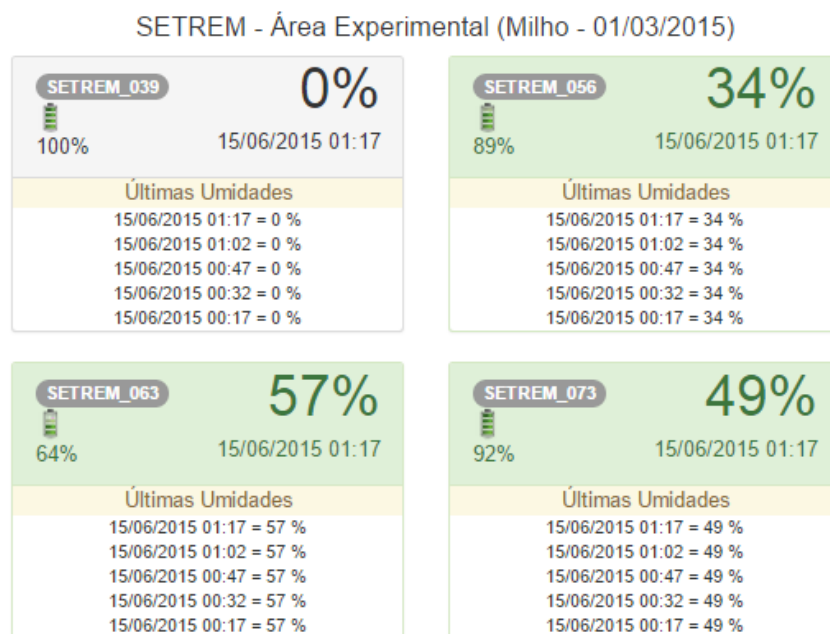 SETREM - Área Experimental (Milho - 01/03/2015)
SETREM_039
0%
100%
15/06/2015 01:17
Últimas Umidades
15/06/2015 01:17 = 0 %
15/06/2015 01:02 = 0 %
15/06/2015 00:47 = 0 %
15/06/2015 00:32 = 0 %
15/06/2015 00:17 = 0 %
SETREM_056
34%
89%
15/06/2015 01:17
Últimas Umidades
15/06/2015 01:17 = 34 %
15/06/2015 01:02 = 34 %
15/06/2015 00:47 = 34 %
15/06/2015 00:32 = 34 %
15/06/2015 00:17 = 34 %
SETREM_063
57%
64%
15/06/2015 01:17
Últimas Umidades
15/06/2015 01:17 = 57 %
15/06/2015 01:02 = 57 %
15/06/2015 00:47 = 57 %
15/06/2015 00:32 = 57 %
15/06/2015 00:17 = 57 %
SETREM_073
49%
92%
15/06/2015 01:17
Últimas Umidades
15/06/2015 01:17 = 49 %
15/06/2015 01:02 = 49 %
15/06/2015 00:47 = 49 %
15/06/2015 00:32 = 49 %
15/06/2015 00:17 = 49 %